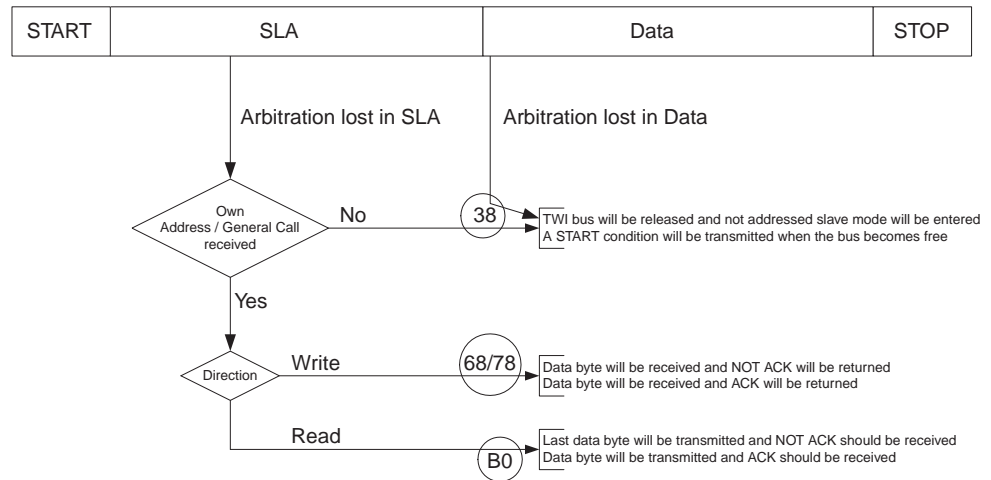 START SLA Data STOP
Arbitration lost in SLA Arbitration lost in Data
Own
Address / General Call
received
No
38
TWI bus will be released and not addressed slave mode will be entered
A START condition will be transmitted when the bus becomes free
Yes
Direction
Write
68/78
Data byte will be received and NOT ACK will be returned
Data byte will be received and ACK will be returned
Read
B0
Last data byte will be transmitted and NOT ACK should be received
Data byte will be transmitted and ACK should be received